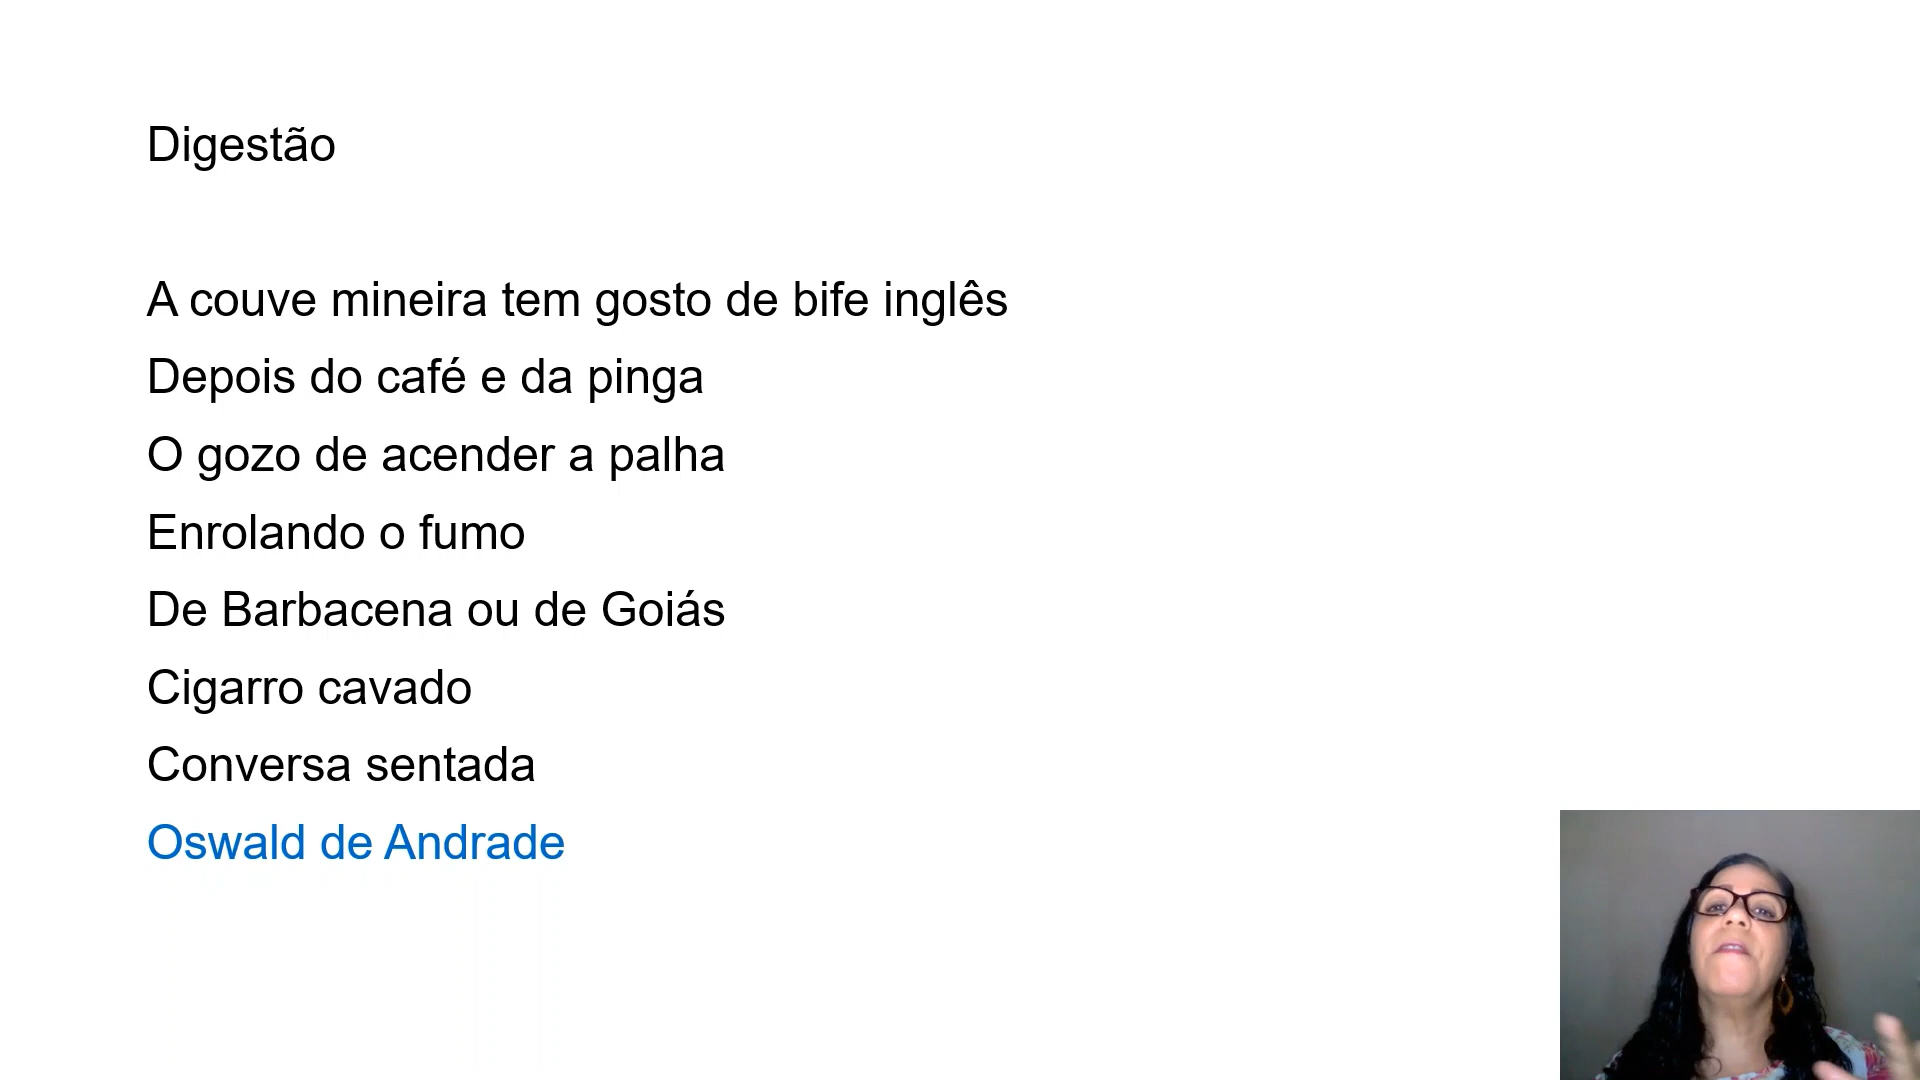 Digestão
A couve mineira tem gosto de bife inglês
Depois do café e da pinga
O gozo de acender a palha
Enrolando o fumo
De Barbacena ou de Goiás
Cigarro cavado
Conversa sentada
Oswald de Andrade